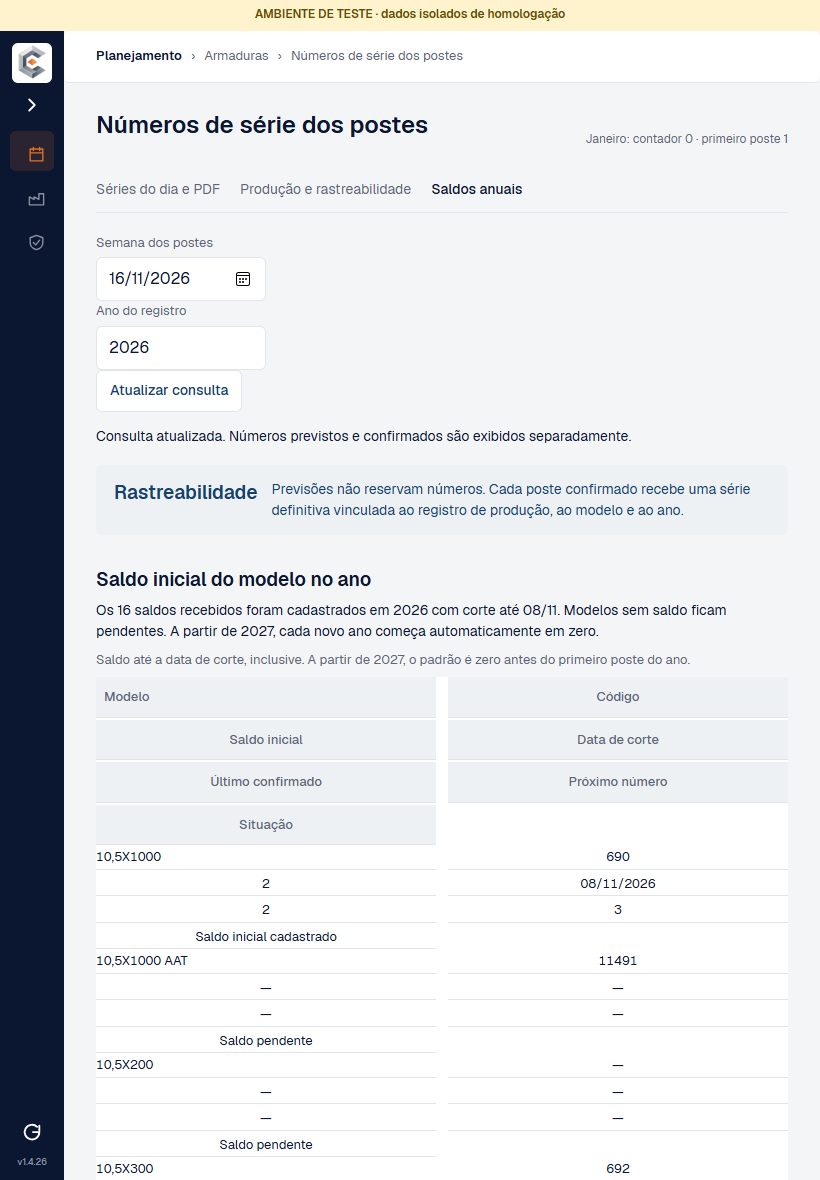 AMBIENTE DE TESTE · dados isolados de homologação
Planejamento › Armaduras › Números de série dos postes
Números de série dos postes
Janeiro: contador 0 · primeiro poste 1
Séries do dia e PDF Produção e rastreabilidade Saldos anuais
Semana dos postes
16/11/2026
Ano do registro
2026
Atualizar consulta
Consulta atualizada. Números previstos e confirmados são exibidos separadamente.
Rastreabilidade
Previsões não reservam números. Cada poste confirmado recebe uma série
definitiva vinculada ao registro de produção, ao modelo e ao ano.
Saldo inicial do modelo no ano
Os 16 saldos recebidos foram cadastrados em 2026 com corte até 08/11. Modelos sem saldo ficam
pendentes. A partir de 2027, cada novo ano começa automaticamente em zero.
Saldo até a data de corte, inclusive. A partir de 2027, o padrão é zero antes do primeiro poste do ano.
Modelo Código
Saldo inicial Data de corte
Último confirmado Próximo número
Situação
10,5X1000 690
2 08/11/2026
2 3
Saldo inicial cadastrado
10,5X1000 AAT 11491
— —
— —
Saldo pendente
10,5X200 —
— —
— —
Saldo pendente
10,5X300 692
v1.4.26